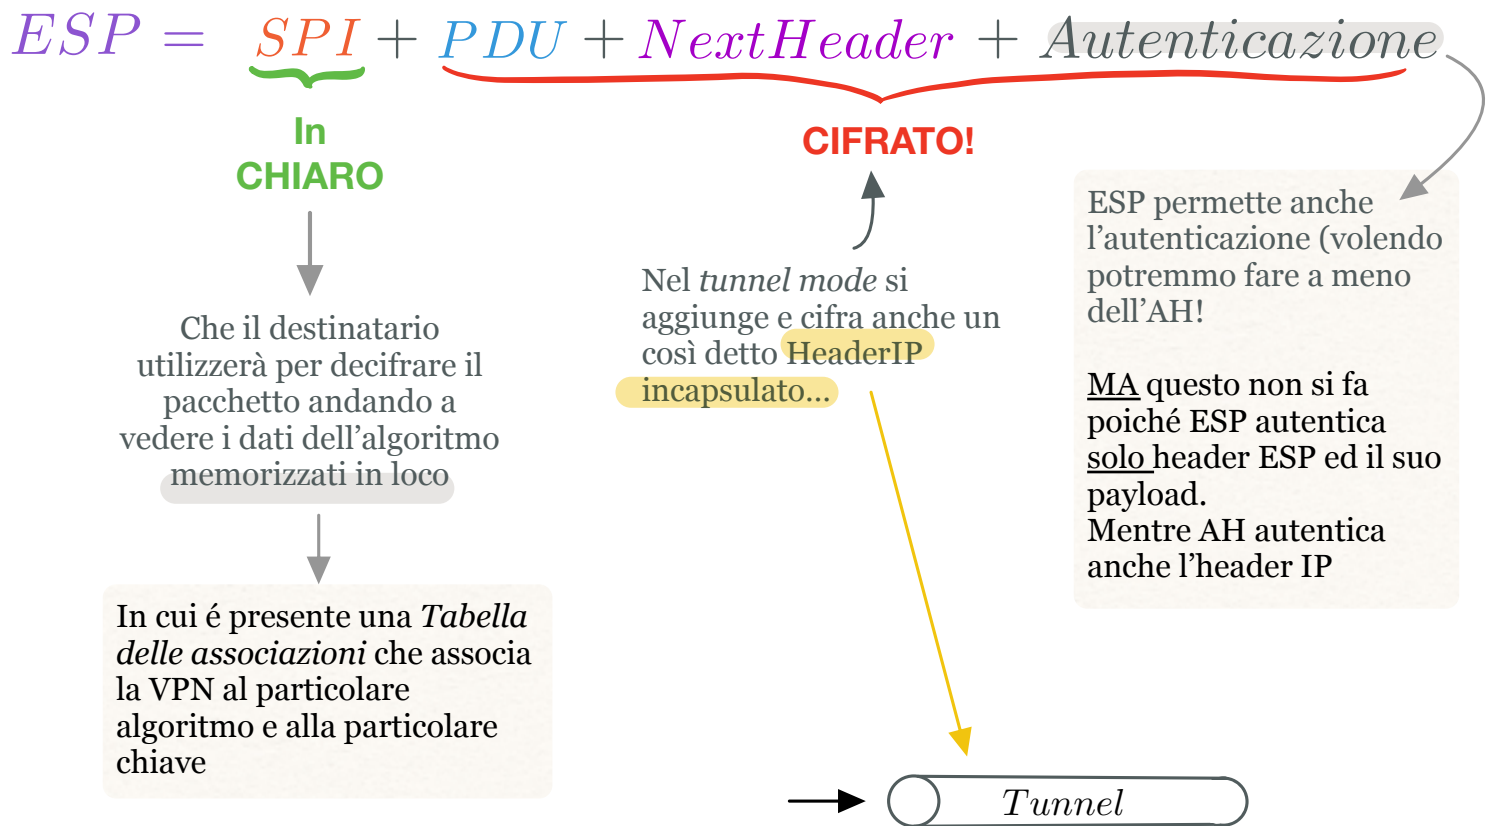 ESP = SPI + PDU + NextHeader + Autenticazione
In
CHIARO
CIFRATO!
Che il destinatario
utilizzerà per decifrare il
pacchetto andando a
vedere i dati dell'algoritmo
memorizzati in loco
In cui é presente una Tabella
delle associazioni che associa
la VPN al particolare
algoritmo e alla particolare
chiave
Nel tunnel mode si
aggiunge e cifra anche un
così detto HeaderIP
incapsulato...
ESP permette anche
l'autenticazione (volendo
potremmo fare a meno
dell'AH!
MA questo non si fa
poiché ESP autentica
solo header ESP ed il suo
payload.
Mentre AH autentica
anche l'header IP
Tunnel